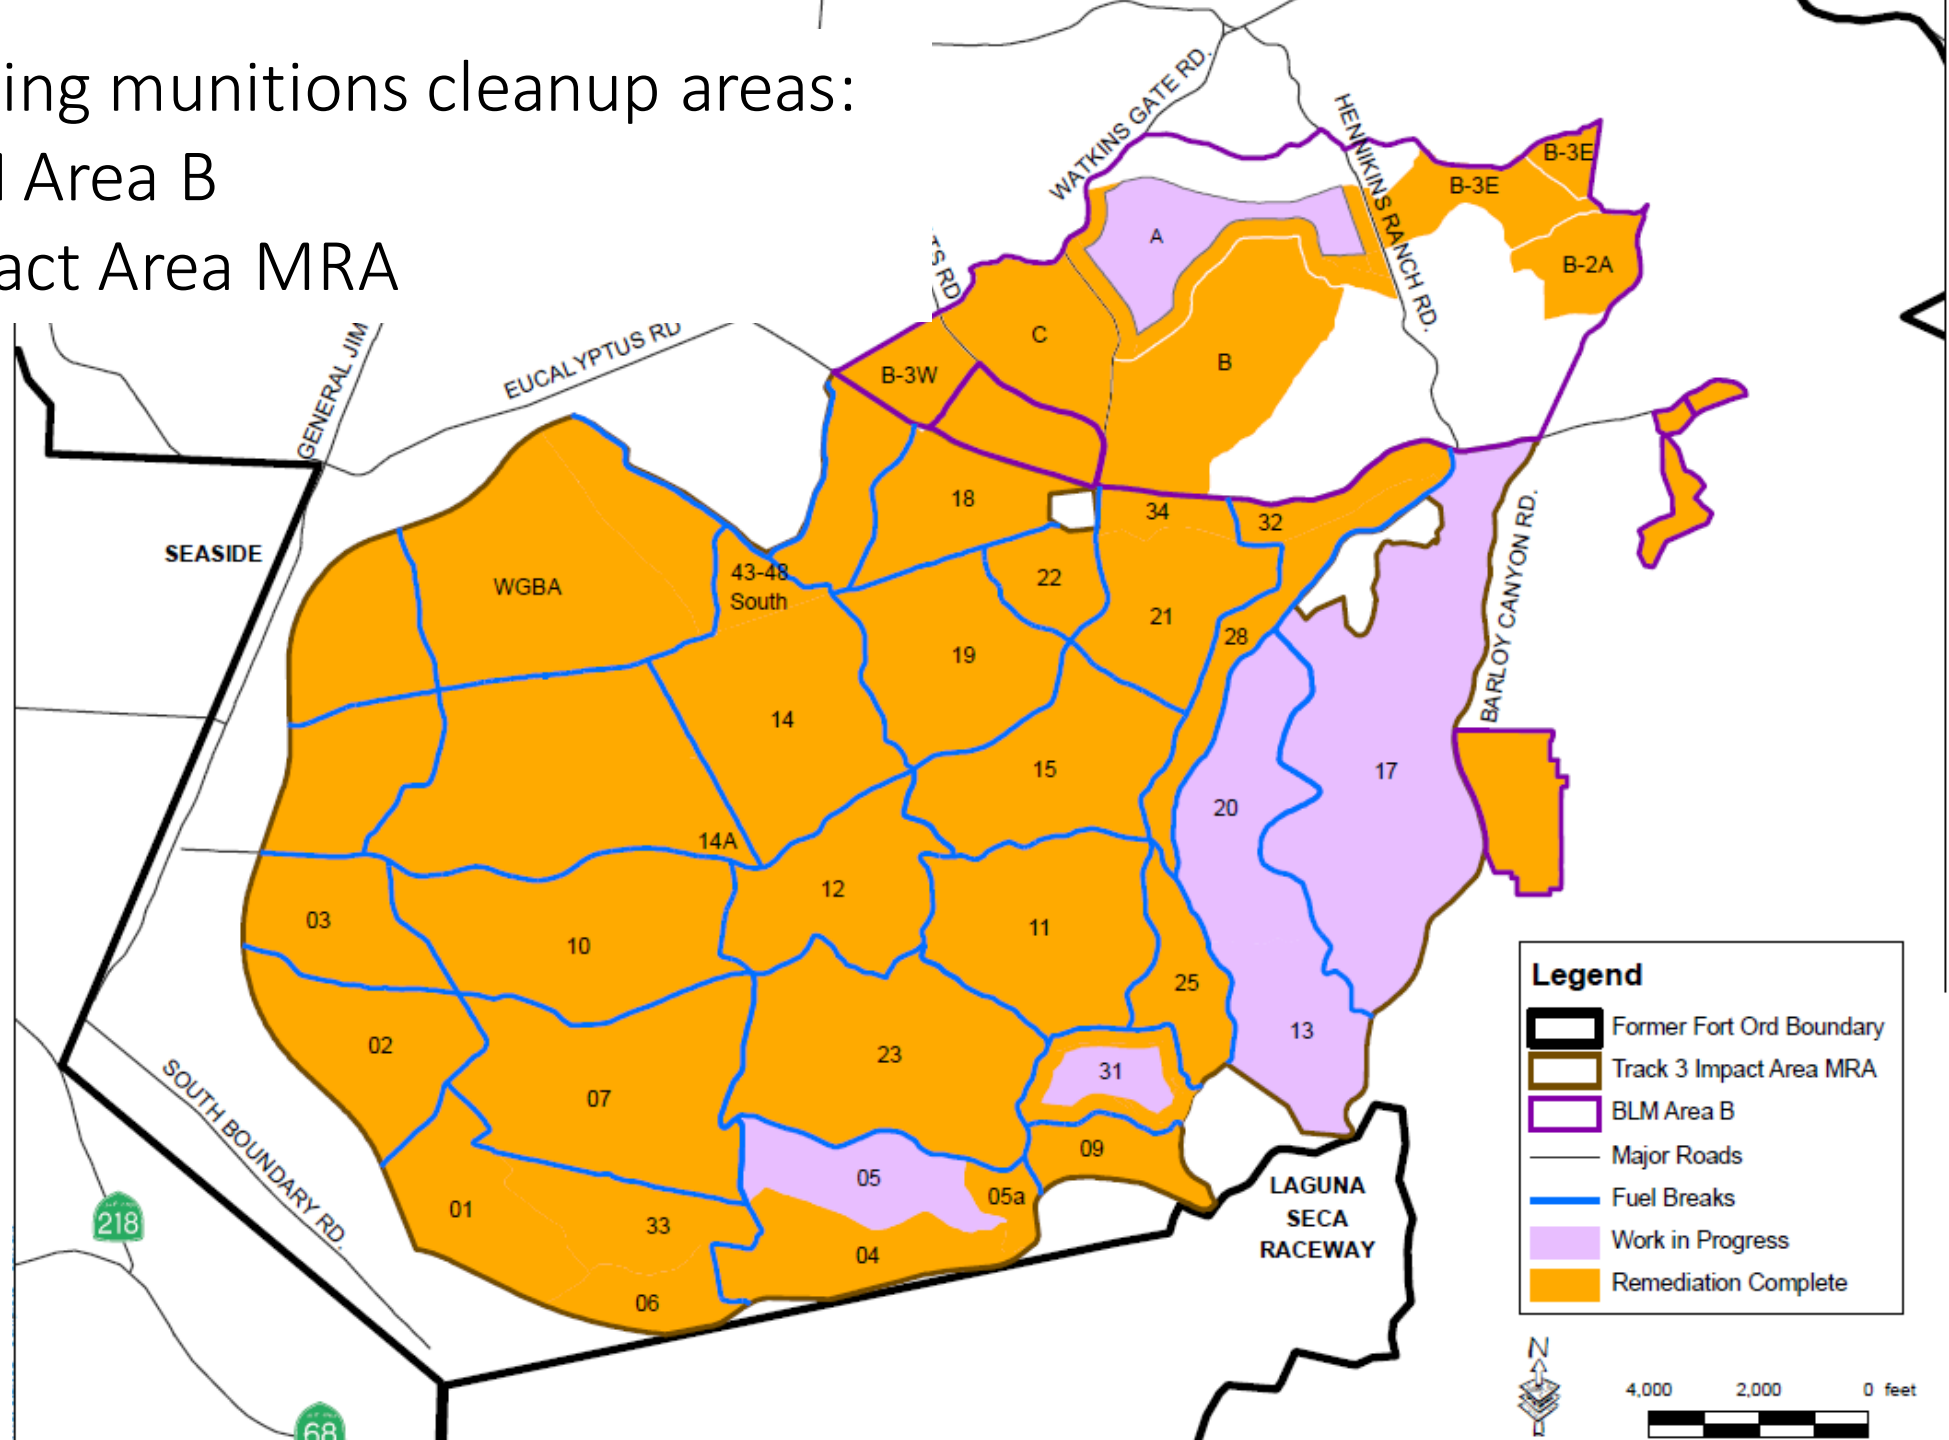 ing munitions cleanup areas:
Area B
act Area MRA
WATKINS GATE RD.
HENNIKINS RANCH RD.
TS RD
GENERAL JIM
EUCALYPTUS RD
BARLOY CANYON RD.
SOUTH BOUNDARY RD.
SEASIDE
B-3E
B-3E
B-2A
A
C
B
B-3W
18
34
32
WGBA
43-48
South
22
21
28
19
14
15
17
20
14A
12
03
10
11
25
02
23
13
31
07
09
05
05a
01
33
04
06
LAGUNA
SECA
RACEWAY
218
68
Legend
Former Fort Ord Boundary
Track 3 Impact Area MRA
BLM Area B
Major Roads
Fuel Breaks
Work in Progress
Remediation Complete
N
4,000 2,000 0 feet